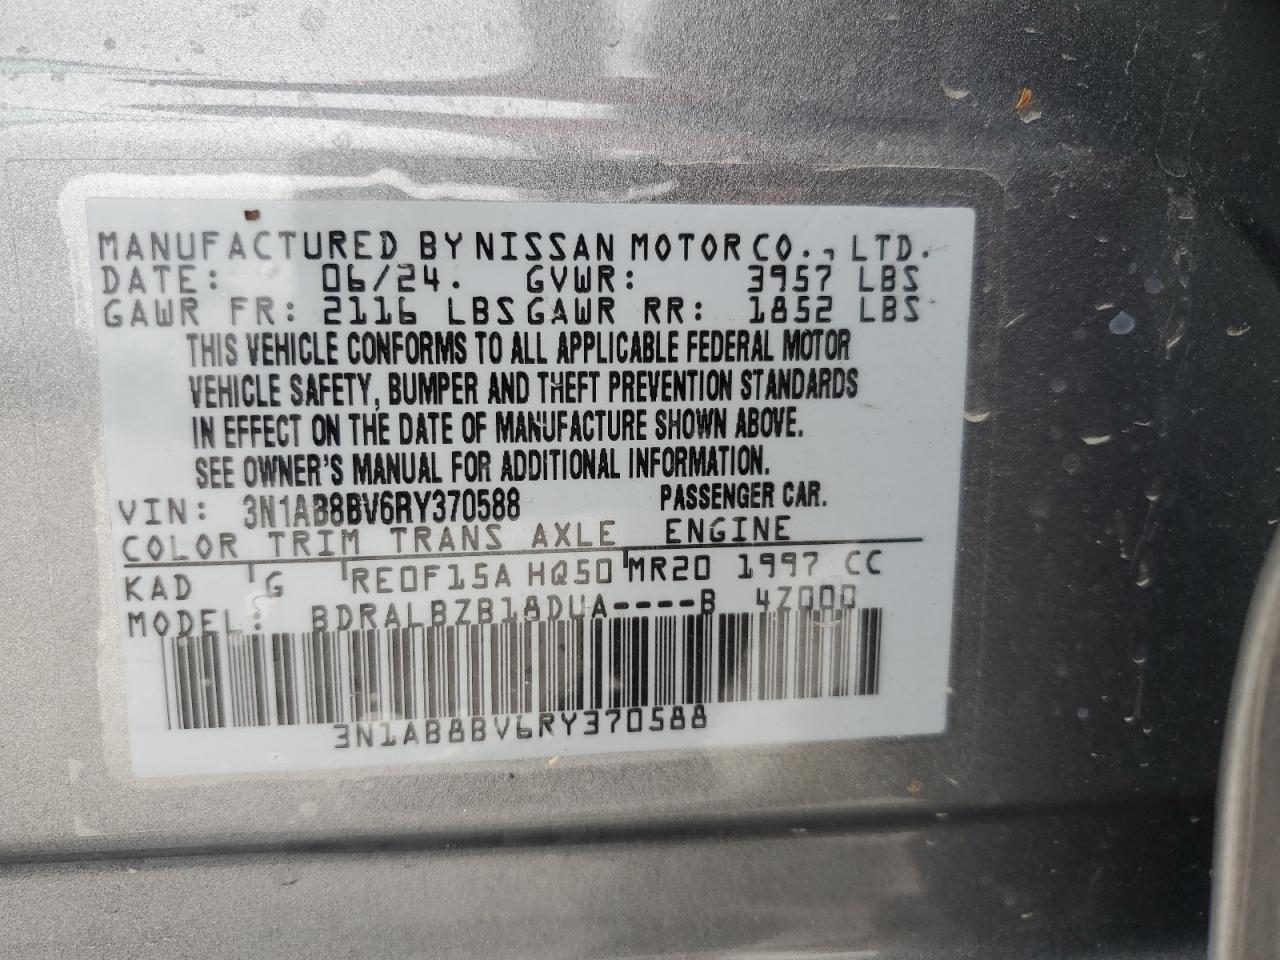 MANUFACTURED BY NISSAN MOTOR CO., LTD.
DATE: 06/24. GVWR: 3957 LBS
GAWR FR: 2116 LBS GAWR RR: 1852 LBS
THIS VEHICLE CONFORMS TO ALL APPLICABLE FEDERAL MOTOR
VEHICLE SAFETY, BUMPER AND THEFT PREVENTION STANDARDS
IN EFFECT ON THE DATE OF MANUFACTURE SHOWN ABOVE.
SEE OWNER'S MANUAL FOR ADDITIONAL INFORMATION.
VIN: 3N1AB8BV6RY370588 PASSENGER CAR.
COLOR TRIM TRANS AXLE ENGINE
KAD G RE0F15A HQ50 MR20 1997 CC
MODEL: BDRALBZB18DUA----B 4Z000
3N1AB8BV6RY370588